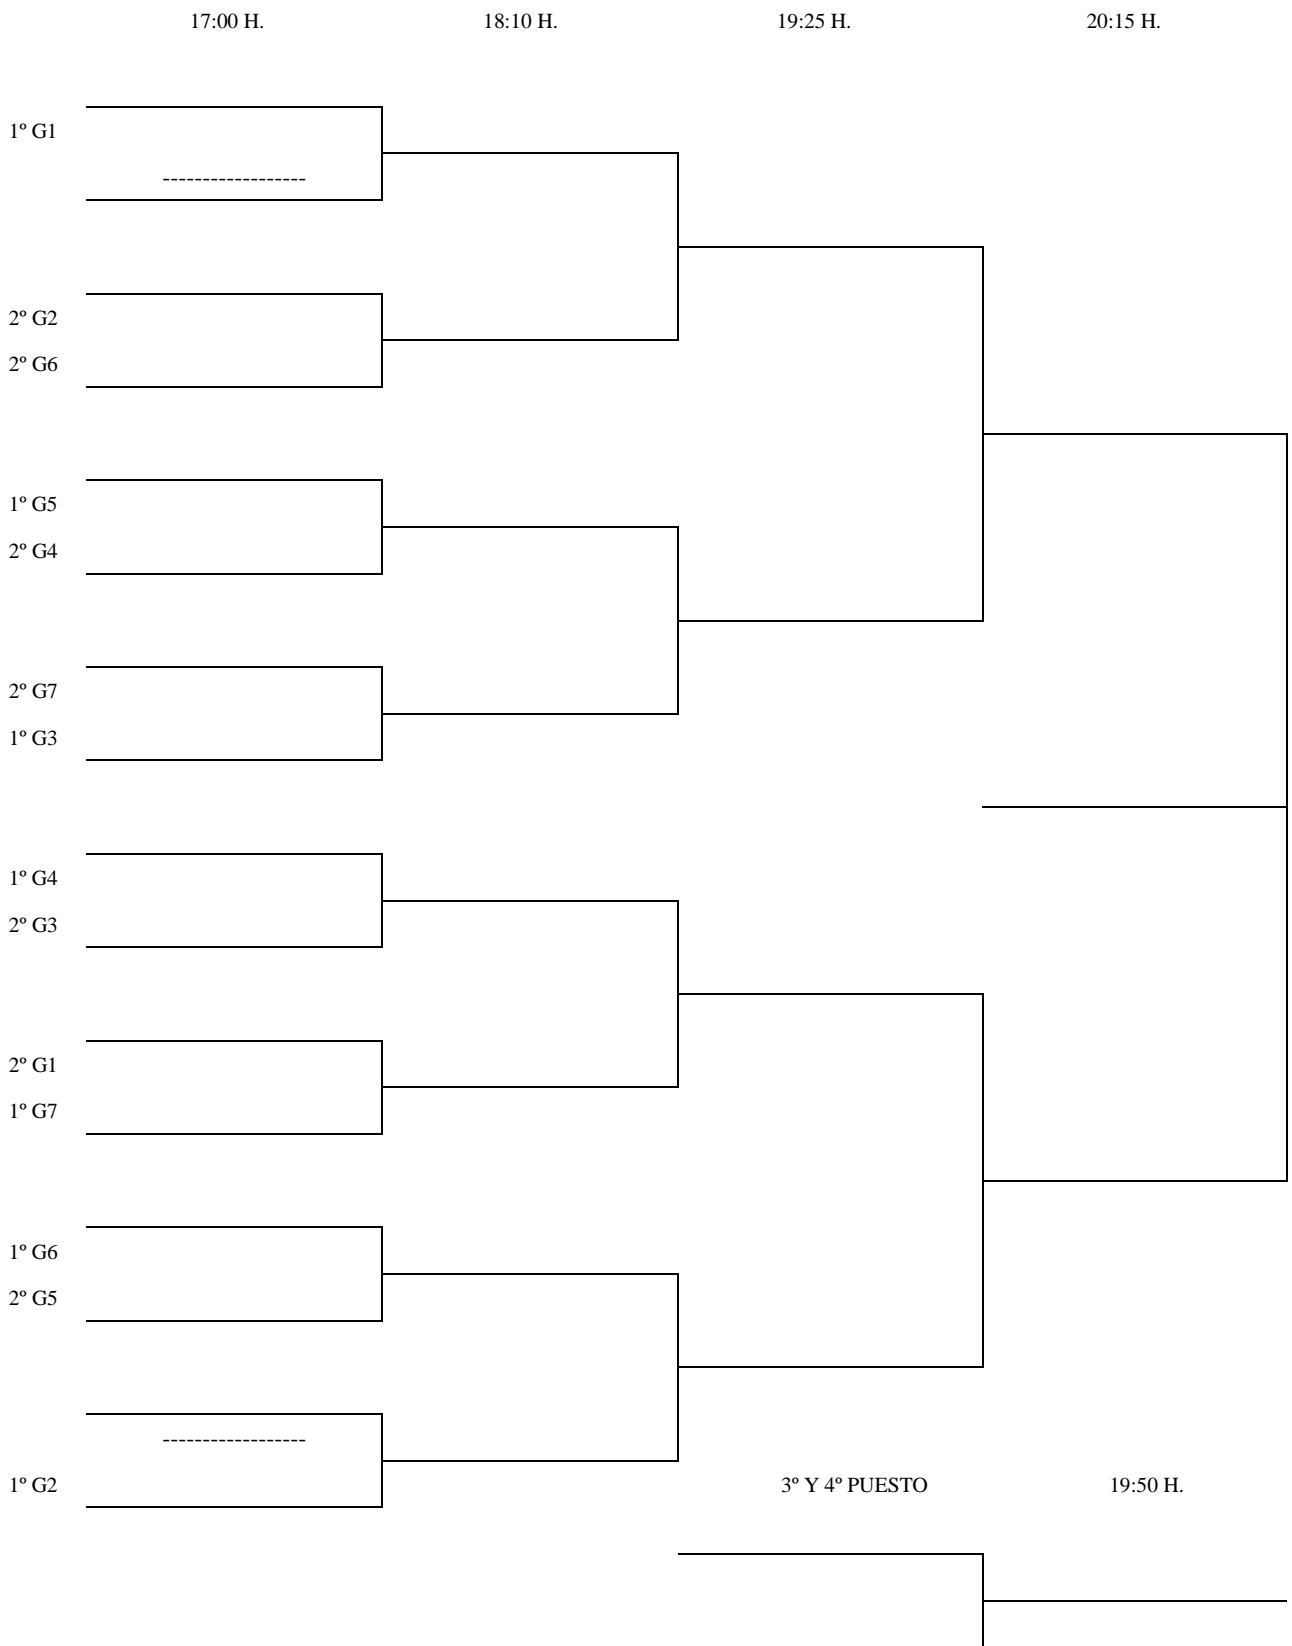 17:00 H. 18:10 H. 19:25 H. 20:15 H.
1º G1
------------------
2º G2
2º G6
1º G5
2º G4
2º G7
1º G3
1º G4
2º G3
2º G1
1º G7
1º G6
2º G5
------------------
1º G2 3º Y 4º PUESTO 19:50 H.